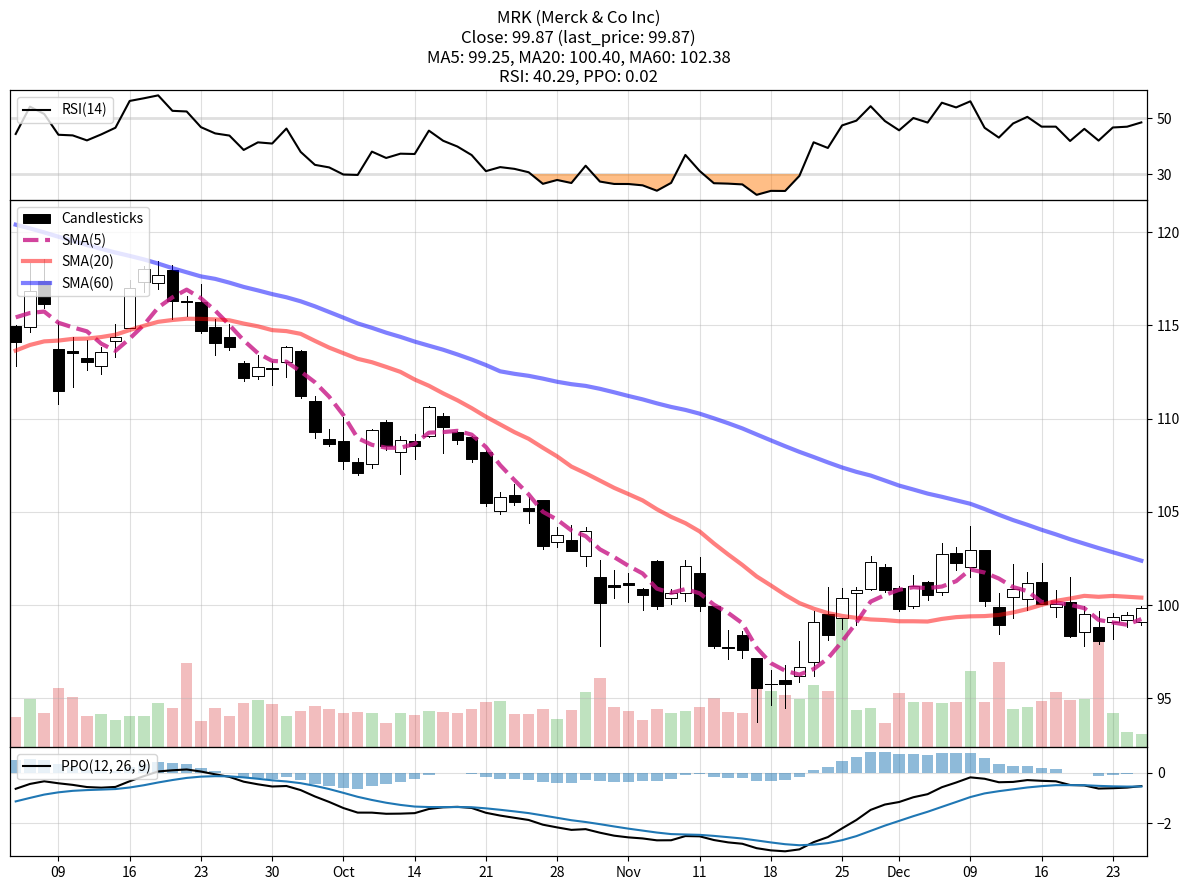 MRK (Merck & Co Inc)
Close: 99.87 (last_price: 99.87)
MA5: 99.25, MA20: 100.40, MA60: 102.38
RSI: 40.29, PPO: 0.02
RSI(14)
50
30
Candlesticks
SMA(5)
SMA(20)
SMA(60)
120
115
110
105
100
95
PPO(12, 26, 9)
0
−2
09 16 23 30 Oct 14 21 28 Nov 11 18 25 Dec 09 16 23